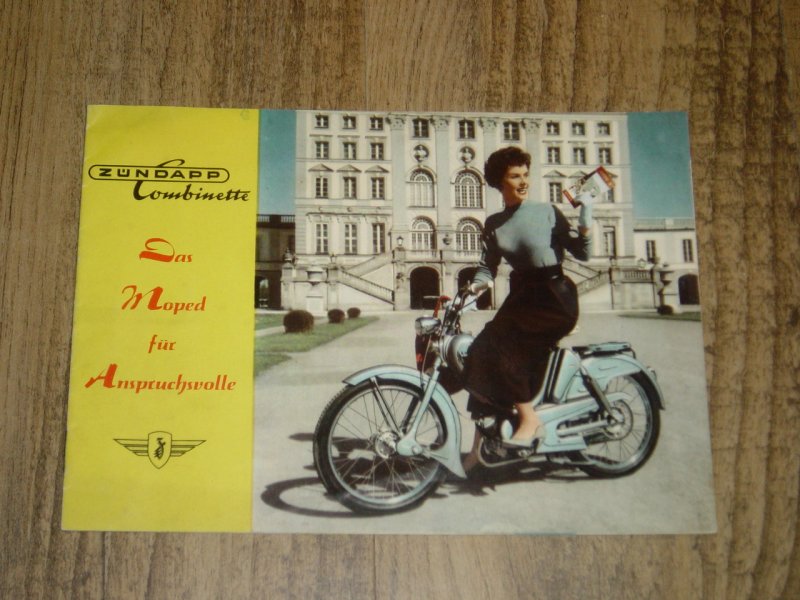 ZÜNDAPP
Combinette
Das
Moped
für
Anspruchsvolle